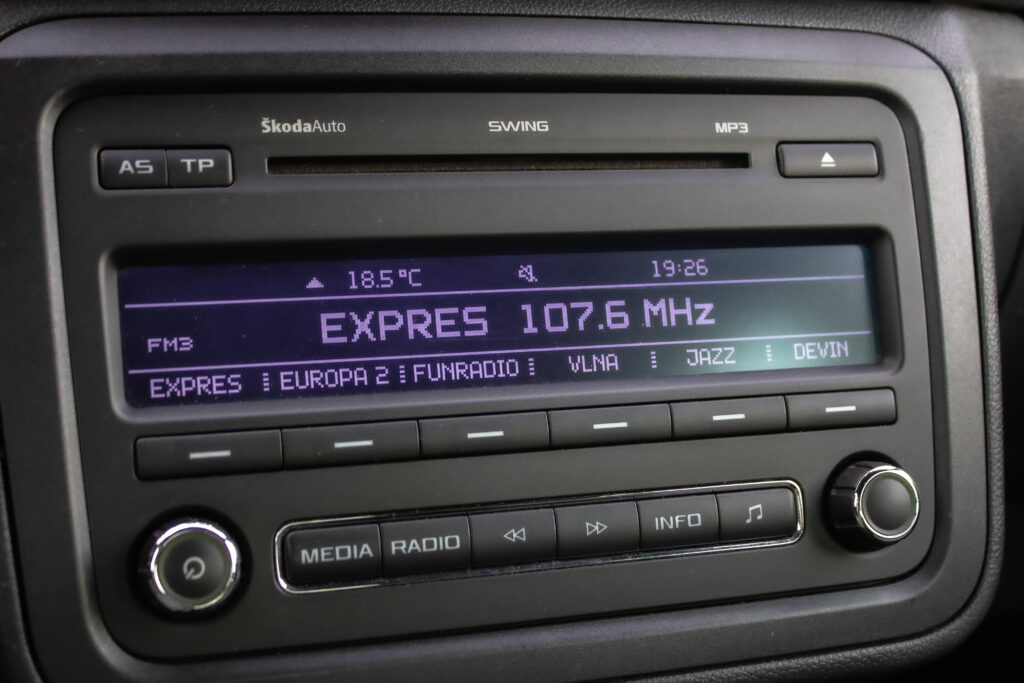 ŠkodaAuto SWING MP3
AS TP
18.5°C 19:26
EXPRES 107.6 MHz
FM3
EXPRES EUROPA 2 FUNRADIO VLNA JAZZ DEVIN
MEDIA RADIO INFO